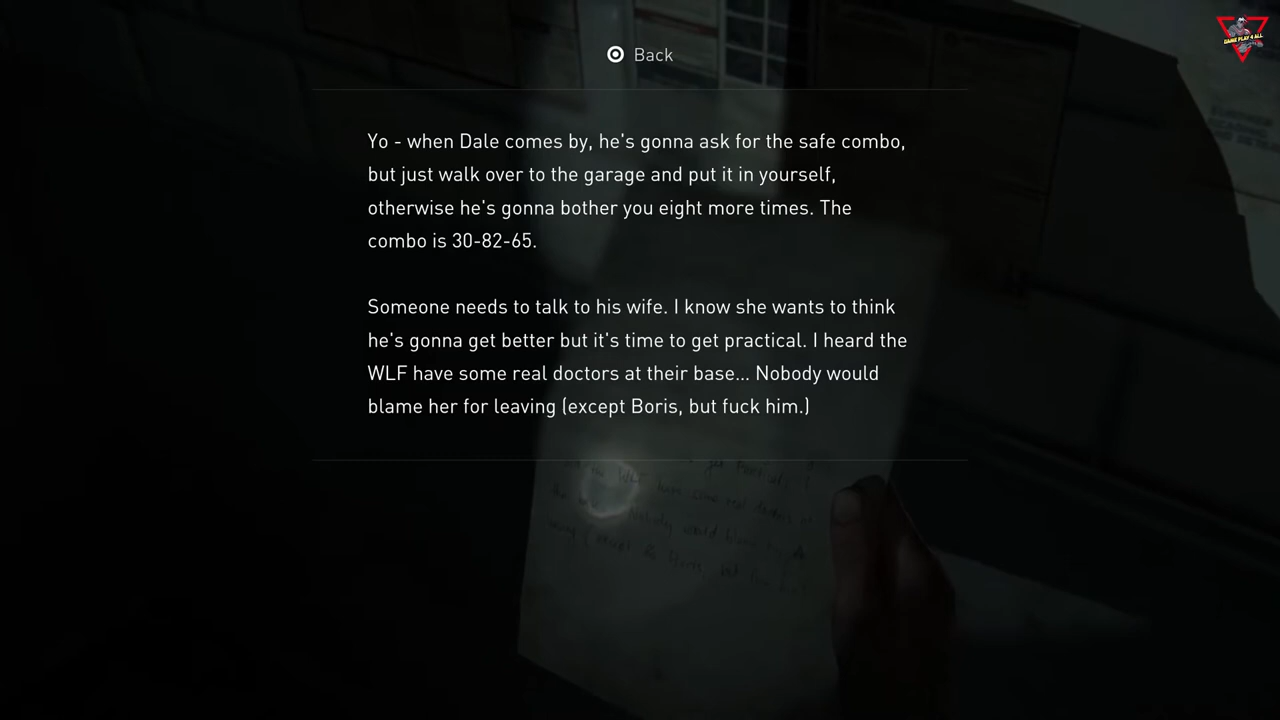 GAME PLAY 4 ALL
Back
Yo - when Dale comes by, he's gonna ask for the safe combo,
but just walk over to the garage and put it in yourself,
otherwise he's gonna bother you eight more times. The
combo is 30-82-65.
Someone needs to talk to his wife. I know she wants to think
he's gonna get better but it's time to get practical. I heard the
WLF have some real doctors at their base... Nobody would
blame her for leaving (except Boris, but fuck him.)